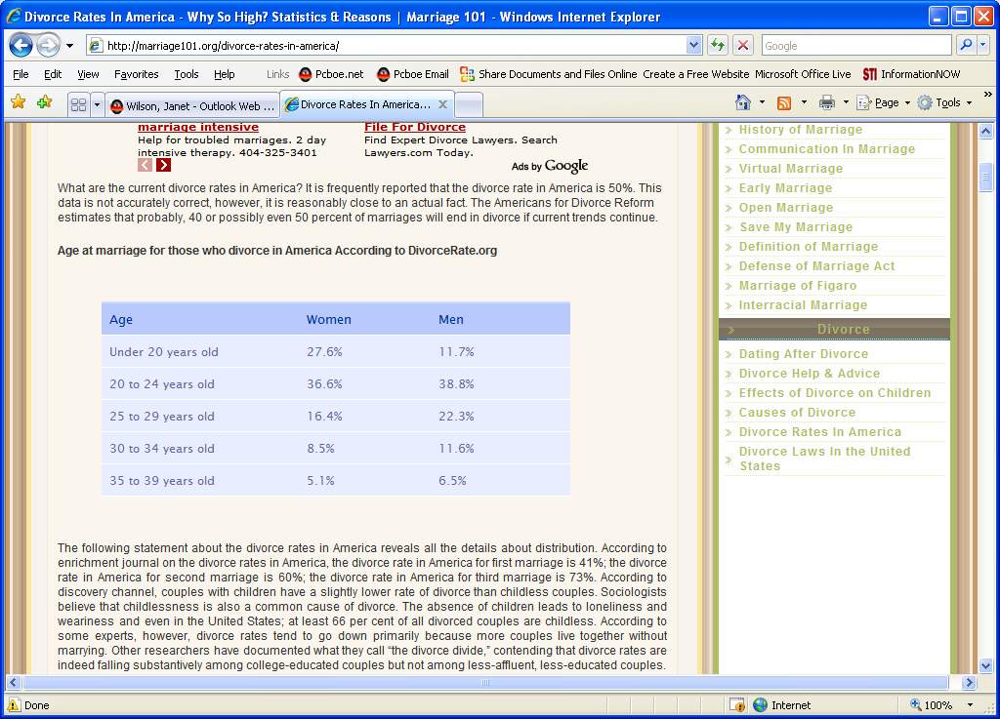 Divorce Rates In America - Why So High? Statistics & Reasons | Marriage 101 - Windows Internet Explorer
http://marriage101.org/divorce-rates-in-america/
Google
File Edit View Favorites Tools Help Links Pcboe.net Pcboe Email Share Documents and Files Online Create a Free Website Microsoft Office Live STI InformationNOW
Wilson, Janet - Outlook Web ... Divorce Rates In America... Page Tools
marriage intensive
Help for troubled marriages. 2 day
intensive therapy. 404-325-3401
File For Divorce
Find Expert Divorce Lawyers. Search
Lawyers.com Today.
Ads by Google
What are the current divorce rates in America? It is frequently reported that the divorce rate in America is 50%. This
data is not accurately correct, however, it is reasonably close to an actual fact. The Americans for Divorce Reform
estimates that probably, 40 or possibly even 50 percent of marriages will end in divorce if current trends continue.
Age at marriage for those who divorce in America According to DivorceRate.org
Age Women Men
Under 20 years old 27.6% 11.7%
20 to 24 years old 36.6% 38.8%
25 to 29 years old 16.4% 22.3%
30 to 34 years old 8.5% 11.6%
35 to 39 years old 5.1% 6.5%
The following statement about the divorce rates in America reveals all the details about distribution. According to
enrichment journal on the divorce rates in America, the divorce rate in America for first marriage is 41%; the divorce
rate in America for second marriage is 60%; the divorce rate in America for third marriage is 73%. According to
discovery channel, couples with children have a slightly lower rate of divorce than childless couples. Sociologists
believe that childlessness is also a common cause of divorce. The absence of children leads to loneliness and
weariness and even in the United States; at least 66 per cent of all divorced couples are childless. According to
some experts, however, divorce rates tend to go down primarily because more couples live together without
marrying. Other researchers have documented what they call “the divorce divide,” contending that divorce rates are
indeed falling substantively among college-educated couples but not among less-affluent, less-educated couples.
History of Marriage
Communication In Marriage
Virtual Marriage
Early Marriage
Open Marriage
Save My Marriage
Definition of Marriage
Defense of Marriage Act
Marriage of Figaro
Interracial Marriage
Divorce
Dating After Divorce
Divorce Help & Advice
Effects of Divorce on Children
Causes of Divorce
Divorce Rates In America
Divorce Laws In the United
States
Done Internet 100%